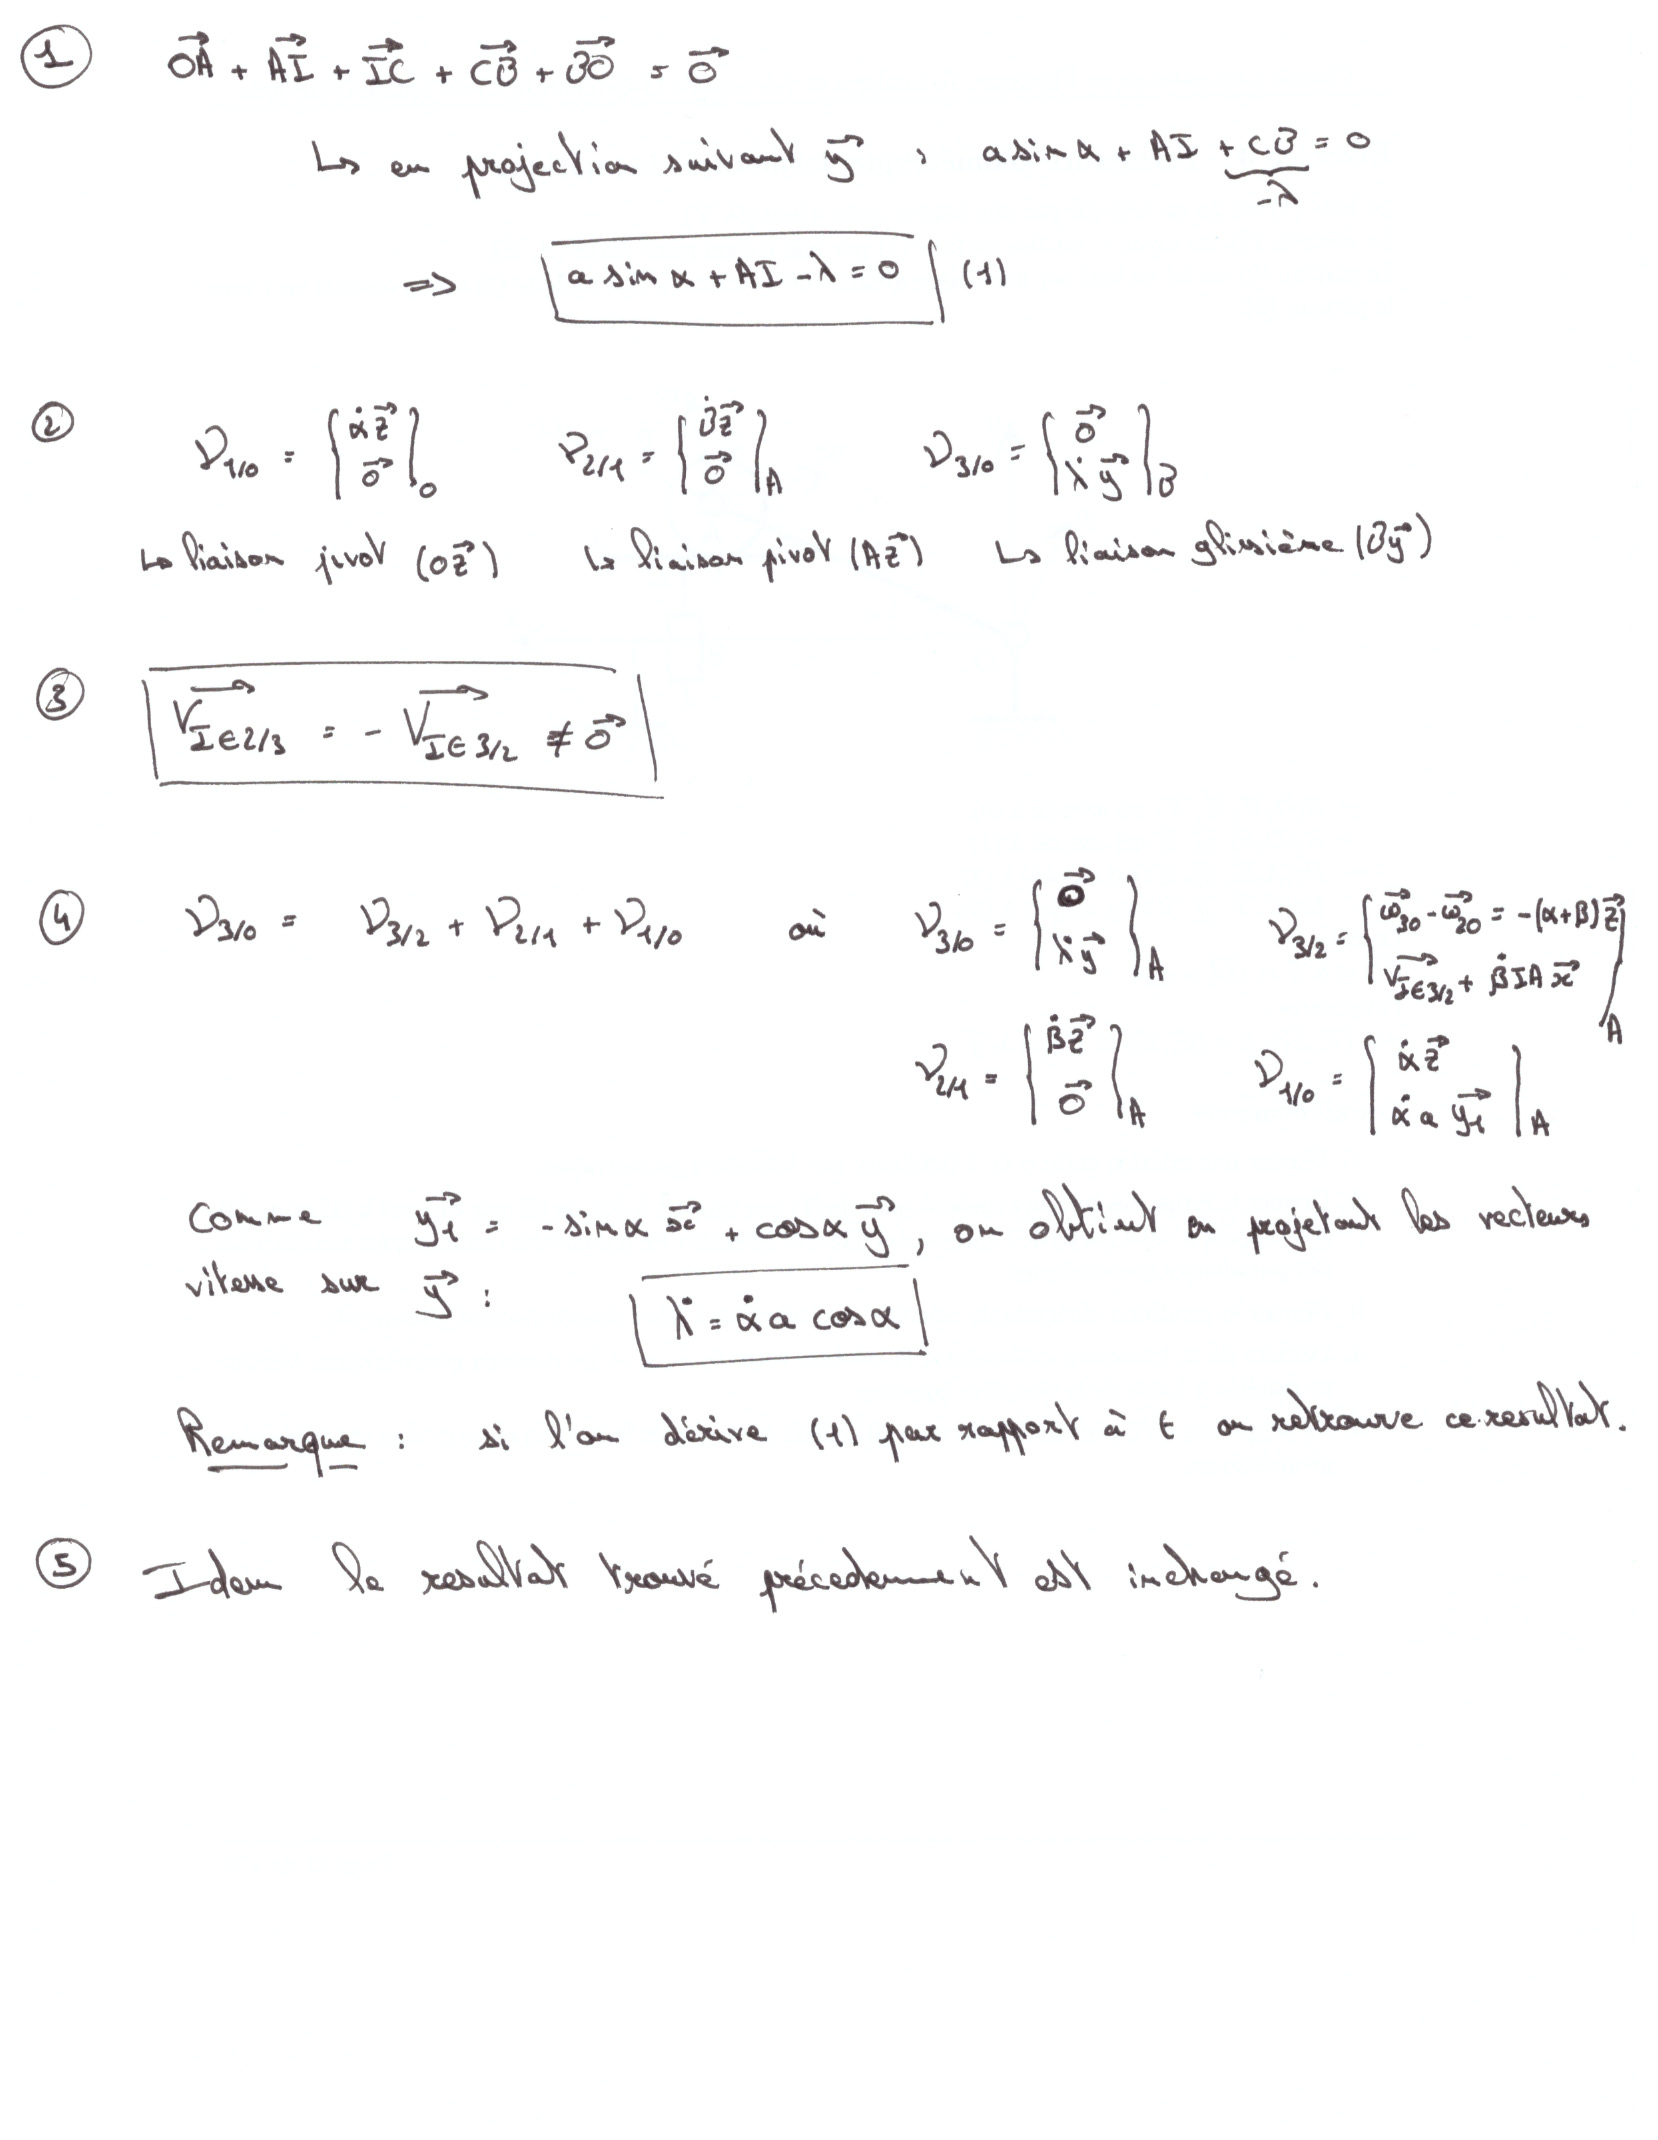 ① $\vec{OA} + \vec{AI} + \vec{IC} + \vec{CB} + \vec{BO} = \vec{0}$
↳ en projection suivant $\vec{y}$, $a \sin\alpha + AI + \underbrace{CB}_{-\lambda} = 0$
⇒ $\boxed{a \sin\alpha + AI - \lambda = 0}$ (1)
② $\mathcal{V}_{1/0} = \begin{Bmatrix} \dot{\alpha}\vec{z} \\ \vec{0} \end{Bmatrix}_O$ $\mathcal{V}_{2/1} = \begin{Bmatrix} \dot{\beta}\vec{z} \\ \vec{0} \end{Bmatrix}_A$ $\mathcal{V}_{3/0} = \begin{Bmatrix} \vec{0} \\ \dot{\lambda}\vec{y} \end{Bmatrix}_B$
↳ liaison pivot $(O\vec{z})$ ↳ liaison pivot $(A\vec{z})$ ↳ liaison glissière $(B\vec{y})$
③ $\boxed{\vec{V_{I \in 2/3}} = - \vec{V_{I \in 3/2}} \neq \vec{0}}$
④ $\mathcal{V}_{3/0} = \mathcal{V}_{3/2} + \mathcal{V}_{2/1} + \mathcal{V}_{1/0}$ où $\mathcal{V}_{3/0} = \begin{Bmatrix} \vec{0} \\ \dot{\lambda}\vec{y} \end{Bmatrix}_A$ $\mathcal{V}_{3/2} = \begin{Bmatrix} \vec{\omega}_{30} - \vec{\omega}_{20} = -(\alpha+\beta)\vec{z} \\ \vec{V_{I \in 3/2}} + \dot{\beta} IA \vec{x} \end{Bmatrix}_A$
$\mathcal{V}_{2/1} = \begin{Bmatrix} \dot{\beta}\vec{z} \\ \vec{0} \end{Bmatrix}_A$ $\mathcal{V}_{1/0} = \begin{Bmatrix} \dot{\alpha}\vec{z} \\ \dot{\alpha} a \vec{y_1} \end{Bmatrix}_A$
Comme $\vec{y_1} = -\sin\alpha \vec{x} + \cos\alpha \vec{y}$, on obtient en projetant les vecteurs
vitesse sur $\vec{y}$ : $\boxed{\dot{\lambda} = \dot{\alpha} a \cos\alpha}$
Remarque : si l'on dérive (1) par rapport à t on retrouve ce resultat.
⑤ Idem le resultat trouvé précedemment est inchangé.